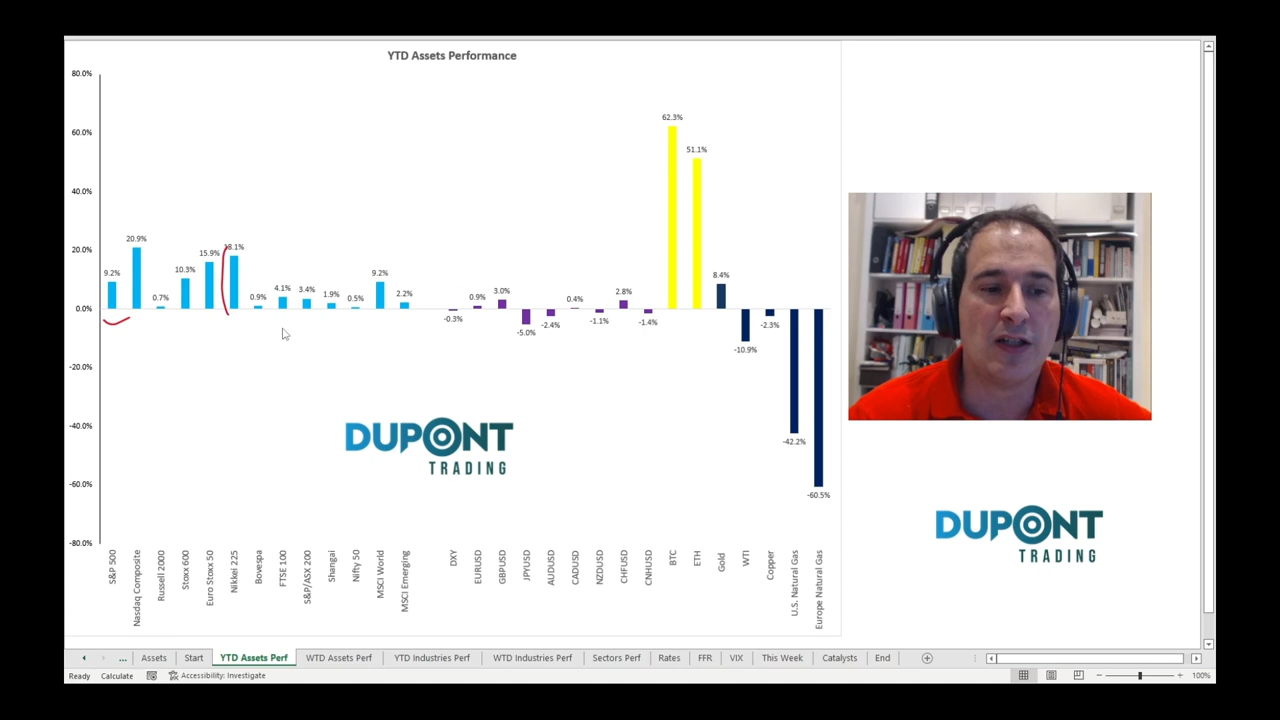 YTD Assets Performance
80.0%
60.0%
40.0%
20.0%
0.0%
-20.0%
-40.0%
-60.0%
-80.0%
9.2%
20.9%
0.7%
10.3%
15.9%
18.1%
0.9%
4.1%
3.4%
1.9%
0.5%
9.2%
2.2%
-0.3%
0.9%
3.0%
-5.0%
-2.4%
0.4%
-1.1%
2.8%
-1.4%
62.3%
51.1%
8.4%
-10.9%
-2.3%
-42.2%
-60.5%
S&P 500
Nasdaq Composite
Russell 2000
Stoxx 600
Euro Stoxx 50
Nikkei 225
Bovespa
FTSE 100
S&P/ASX 200
Shangai
Nifty 50
MSCI World
MSCI Emerging
DXY
EURUSD
GBPUSD
JPYUSD
AUDUSD
CADUSD
NZDUSD
CHFUSD
CNHUSD
BTC
ETH
Gold
WTI
Copper
U.S. Natural Gas
Europe Natural Gas
DUPONT
TRADING
DUPONT
TRADING
... Assets Start YTD Assets Perf WTD Assets Perf YTD Industries Perf WTD Industries Perf Sectors Perf Rates FFR VIX This Week Catalysts End
Ready Calculate Accessibility: Investigate 100%